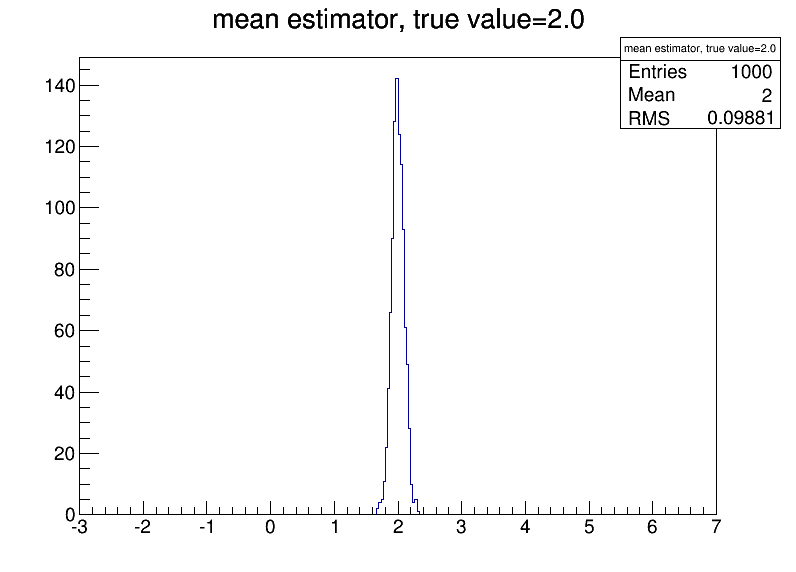 mean estimator, true value=2.0
mean estimator, true value=2.0
Entries 1000
Mean 2
RMS 0.09881
140
120
100
80
60
40
20
0
-3 -2 -1 0 1 2 3 4 5 6 7